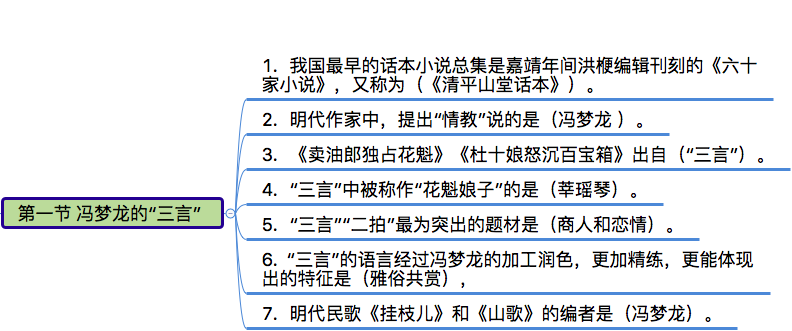 第一节 冯梦龙的“三言”
1. 我国最早的话本小说总集是嘉靖年间洪楩编辑刊刻的《六十
家小说》，又称为（《清平山堂话本》）。
2. 明代作家中，提出“情教”说的是（冯梦龙 ）。
3. 《卖油郎独占花魁》《杜十娘怒沉百宝箱》出自（“三言”）。
4. “三言”中被称作“花魁娘子”的是（莘瑶琴）。
5. “三言”“二拍”最为突出的题材是（商人和恋情）。
6. “三言”的语言经过冯梦龙的加工润色，更加精练，更能体现
出的特征是（雅俗共赏），
7. 明代民歌《挂枝儿》和《山歌》的编者是（冯梦龙）。